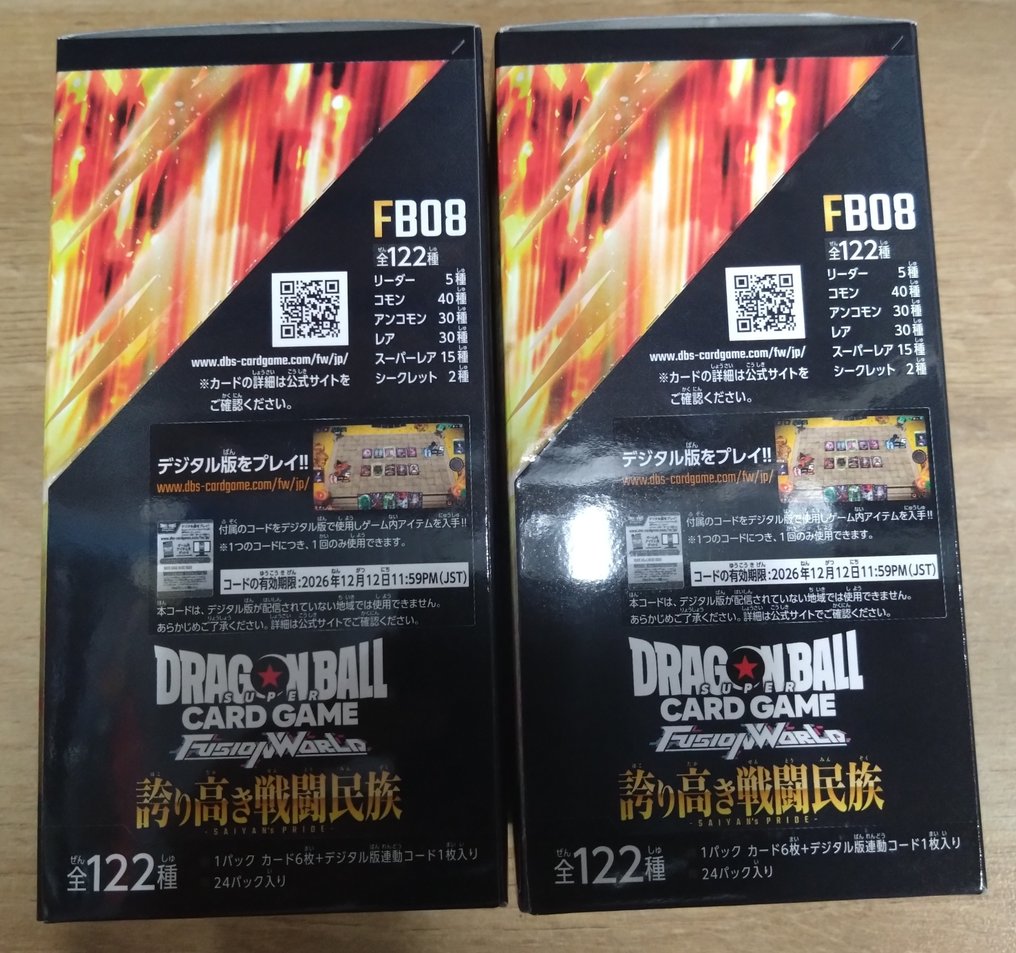 FB08
全122種
リーダー 5種
コモン 40種
アンコモン 30種
レア 30種
スーパーレア 15種
シークレット 2種
www.dbs-cardgame.com/fw/jp/
※カードの詳細は公式サイトを
ご確認ください。
デジタル版をプレイ!!
www.dbs-cardgame.com/fw/jp/
付属のコードをデジタル版で使用しゲーム内アイテムを入手!!
※1つのコードにつき、1回のみ使用できます。
コードの有効期限:2026年12月12日11:59PM(JST)
本コードは、デジタル版が配信されていない地域では使用できません。
あらかじめご了承ください。詳細は公式サイトでご確認ください。
DRAGON BALL
SUPER
CARD GAME
FUSION WORLD
誇り高き戦闘民族
-SAIYAN's PRIDE-
全122種
1パック カード6枚+デジタル版連動コード1枚入り
24パック入り
FB08
全122種
リーダー 5種
コモン 40種
アンコモン 30種
レア 30種
スーパーレア 15種
シークレット 2種
www.dbs-cardgame.com/fw/jp/
※カードの詳細は公式サイトを
ご確認ください。
デジタル版をプレイ!!
www.dbs-cardgame.com/fw/jp/
付属のコードをデジタル版で使用しゲーム内アイテムを入手!!
※1つのコードにつき、1回のみ使用できます。
コードの有効期限:2026年12月12日11:59PM(JST)
本コードは、デジタル版が配信されていない地域では使用できません。
あらかじめご了承ください。詳細は公式サイトでご確認ください。
DRAGON BALL
SUPER
CARD GAME
FUSION WORLD
誇り高き戦闘民族
-SAIYAN's PRIDE-
全122種
1パック カード6枚+デジタル版連動コード1枚入り
24パック入り